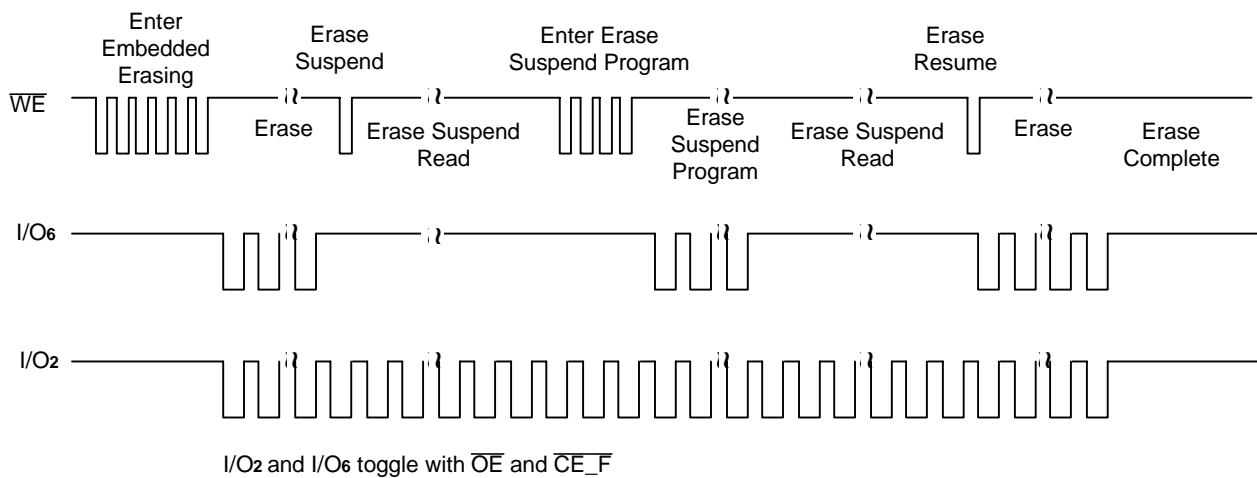 Enter
Embedded
Erasing
Erase
Suspend
Enter Erase
Suspend Program
Erase
Resume
WE
Erase
Erase Suspend
Read
Erase
Suspend
Program
Erase Suspend
Read
Erase
Erase
Complete
I/O6
I/O2
I/O2 and I/O6 toggle with OE and CE_F